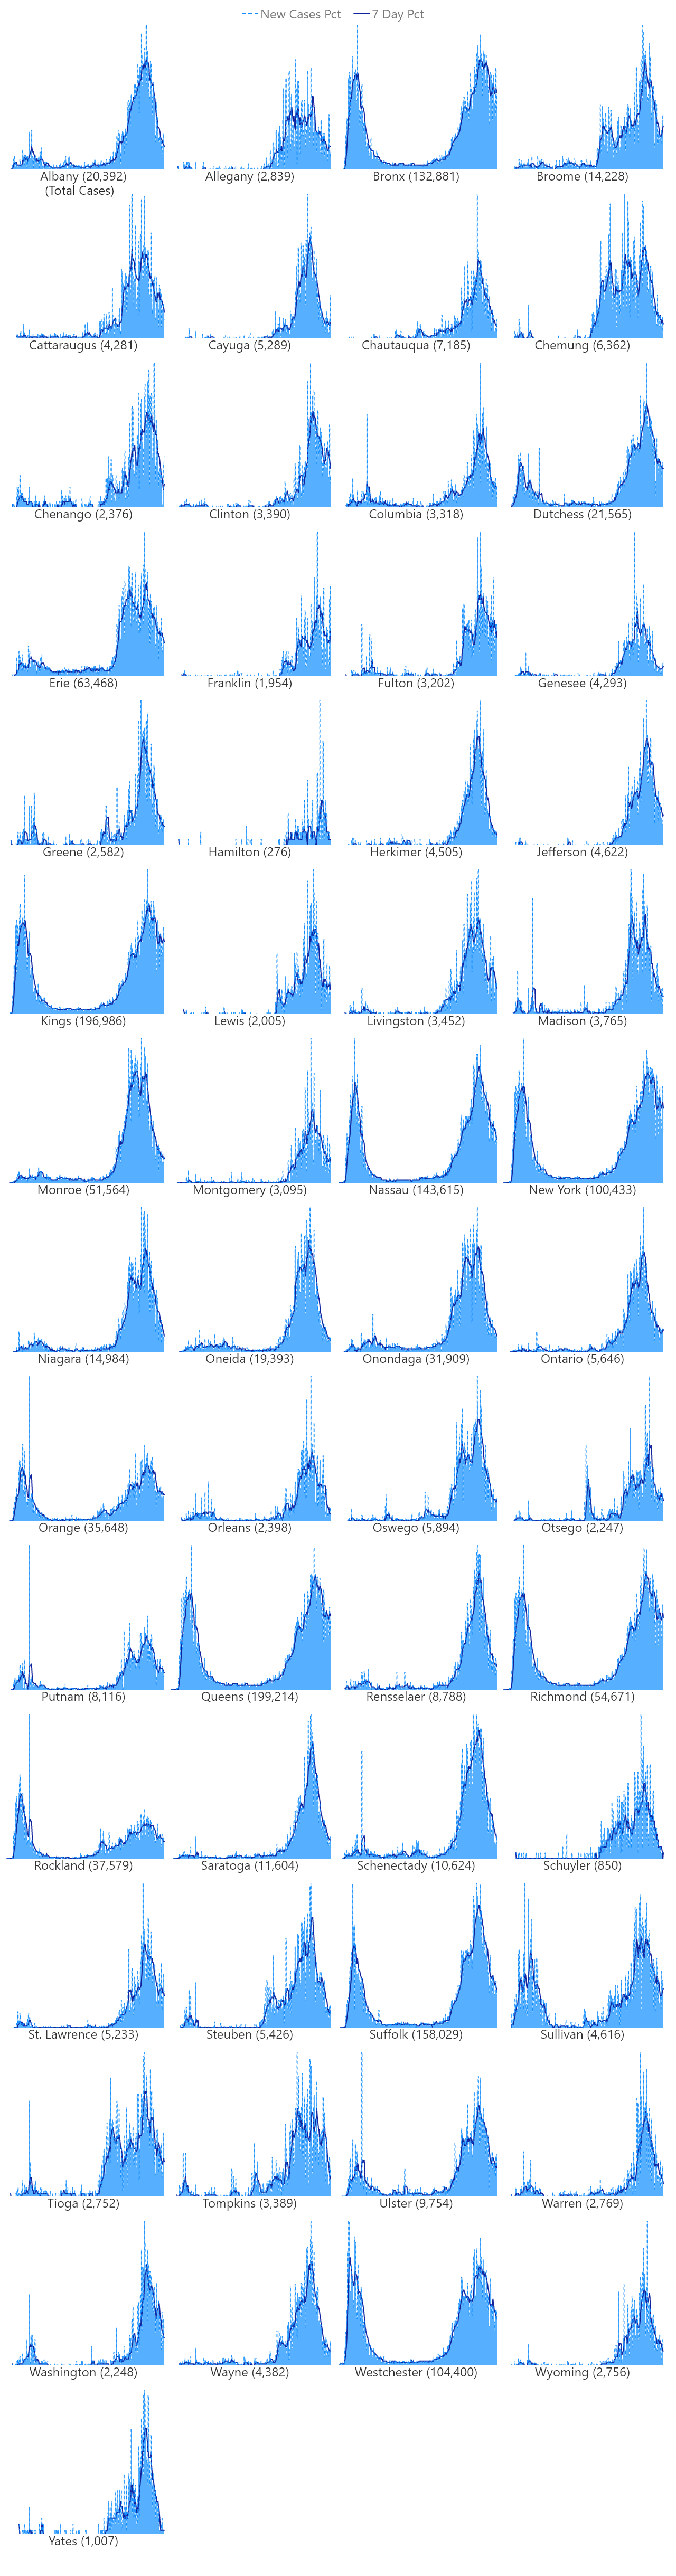 New Cases Pct 7 Day Pct
Albany (20,392) Allegany (2,839) Bronx (132,881) Broome (14,228)
(Total Cases)
Cattaraugus (4,281) Cayuga (5,289) Chautauqua (7,185) Chemung (6,362)
Chenango (2,376) Clinton (3,390) Columbia (3,318) Dutchess (21,565)
Erie (63,468) Franklin (1,954) Fulton (3,202) Genesee (4,293)
Greene (2,582) Hamilton (276) Herkimer (4,505) Jefferson (4,622)
Kings (196,986) Lewis (2,005) Livingston (3,452) Madison (3,765)
Monroe (51,564) Montgomery (3,095) Nassau (143,615) New York (100,433)
Niagara (14,984) Oneida (19,393) Onondaga (31,909) Ontario (5,646)
Orange (35,648) Orleans (2,398) Oswego (5,894) Otsego (2,247)
Putnam (8,116) Queens (199,214) Rensselaer (8,788) Richmond (54,671)
Rockland (37,579) Saratoga (11,604) Schenectady (10,624) Schuyler (850)
St. Lawrence (5,233) Steuben (5,426) Suffolk (158,029) Sullivan (4,616)
Tioga (2,752) Tompkins (3,389) Ulster (9,754) Warren (2,769)
Washington (2,248) Wayne (4,382) Westchester (104,400) Wyoming (2,756)
Yates (1,007)